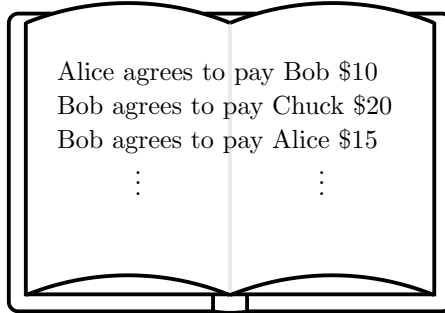 Alice agrees to pay Bob $10
Bob agrees to pay Chuck $20
Bob agrees to pay Alice $15
⋮ ⋮